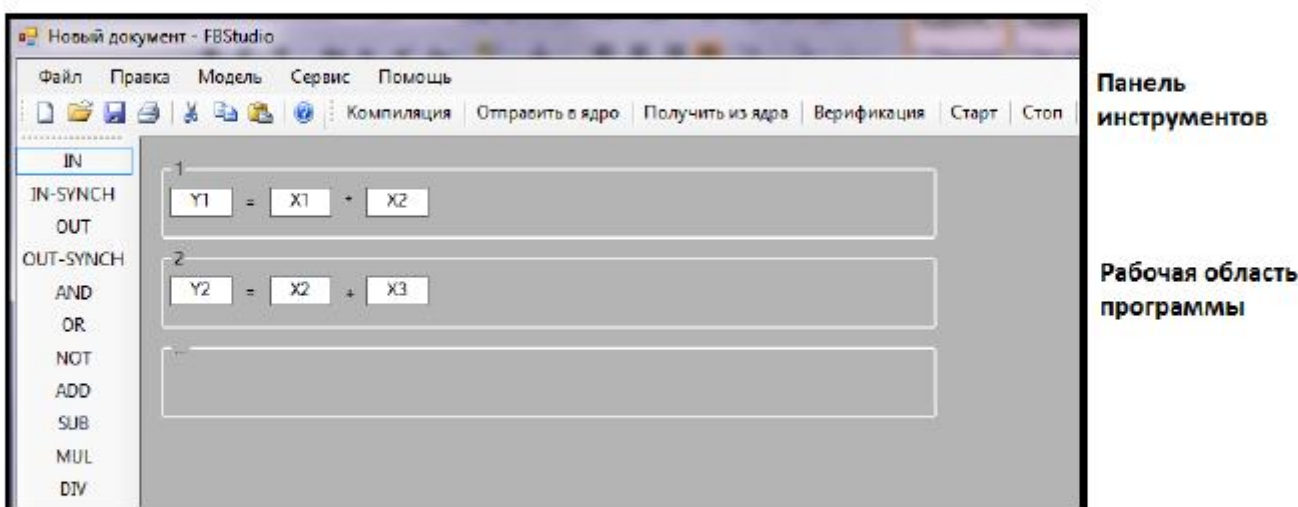 Новый документ - FBStudio
Файл Правка Модель Сервис Помощь
Компиляция Отправить в ядро Получить из ядра Верификация Старт Стоп
Панель
инструментов
IN
IN-SYNCH
OUT
OUT-SYNCH
AND
OR
NOT
ADD
SUB
MUL
DIV
1
Y1 = X1 * X2
2
Y2 = X2 + X3
...
Рабочая область
программы